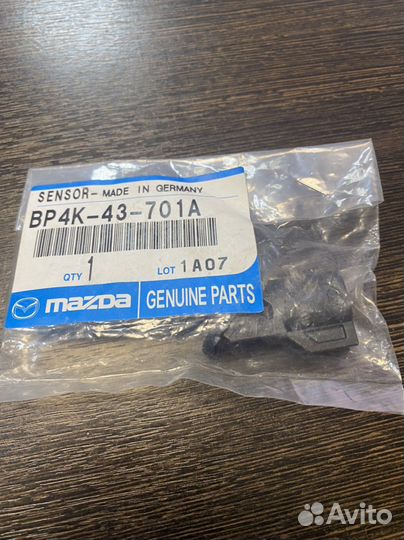 SENSOR- MADE IN GERMANY
BP4K-43-701A
QTY 1 LOT 1A07
mazda GENUINE PARTS
Avito